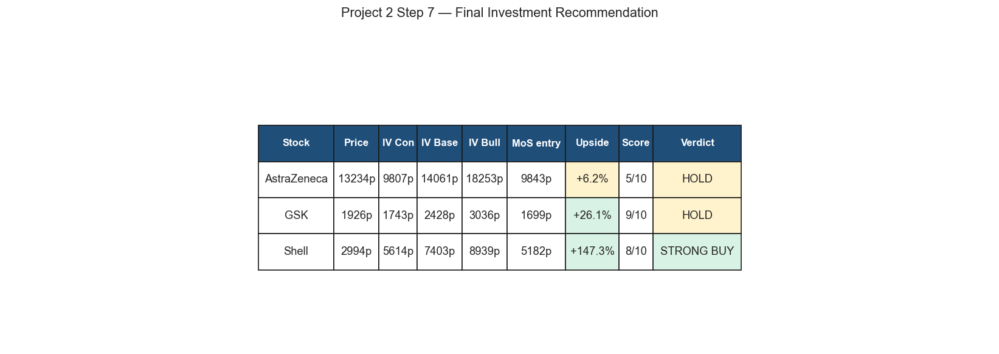 Project 2 Step 7 — Final Investment Recommendation
Stock Price IV Con IV Base IV Bull MoS entry Upside Score Verdict
AstraZeneca 13234p 9807p 14061p 18253p 9843p +6.2% 5/10 HOLD
GSK 1926p 1743p 2428p 3036p 1699p +26.1% 9/10 HOLD
Shell 2994p 5614p 7403p 8939p 5182p +147.3% 8/10 STRONG BUY